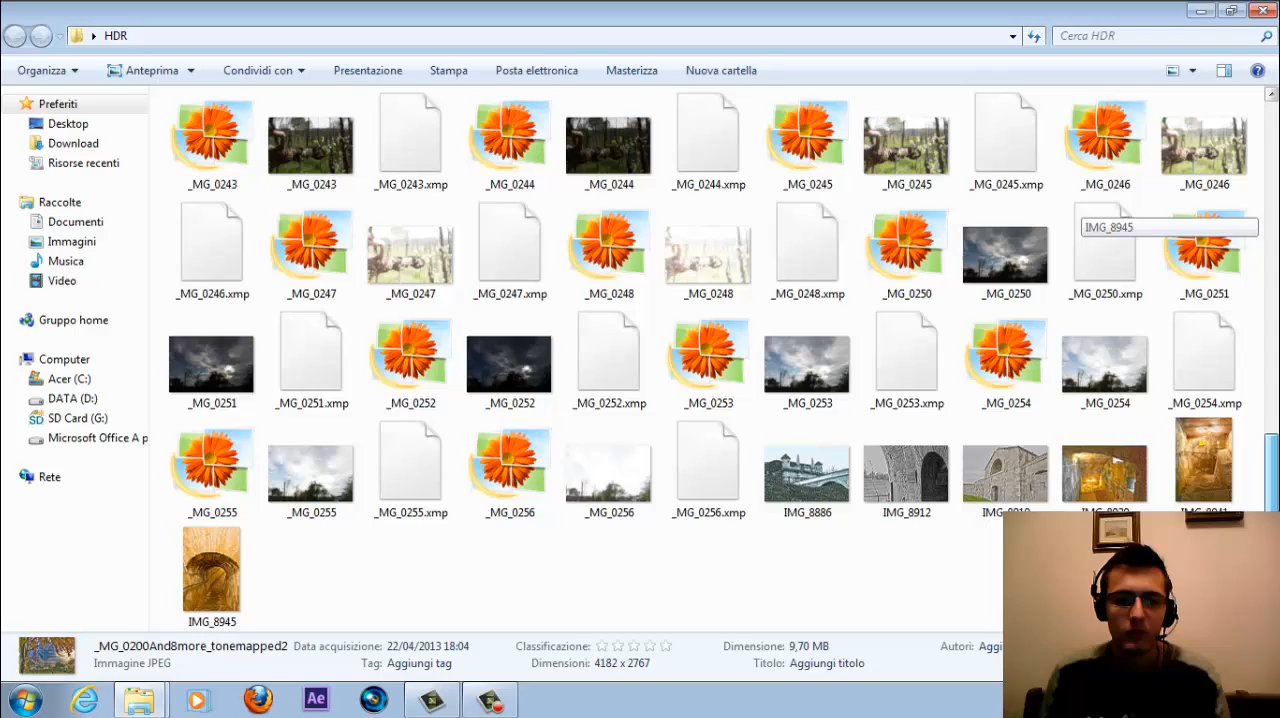 HDR
Cerca HDR
Organizza Anteprima Condividi con Presentazione Stampa Posta elettronica Masterizza Nuova cartella
Preferiti
Desktop
Download
Risorse recenti
Raccolte
Documenti
Immagini
Musica
Video
Gruppo home
Computer
Acer (C:)
DATA (D:)
SD Card (G:)
Microsoft Office A p
Rete
_MG_0243 _MG_0243 _MG_0243.xmp _MG_0244 _MG_0244 _MG_0244.xmp _MG_0245 _MG_0245 _MG_0245.xmp _MG_0246 _MG_0246
IMG_8945
_MG_0246.xmp _MG_0247 _MG_0247 _MG_0247.xmp _MG_0248 _MG_0248 _MG_0248.xmp _MG_0250 _MG_0250 _MG_0250.xmp _MG_0251
_MG_0251 _MG_0251.xmp _MG_0252 _MG_0252 _MG_0252.xmp _MG_0253 _MG_0253 _MG_0253.xmp _MG_0254 _MG_0254 _MG_0254.xmp
_MG_0255 _MG_0255 _MG_0255.xmp _MG_0256 _MG_0256 _MG_0256.xmp IMG_8886 IMG_8912
IMG_8945
_MG_0200And8more_tonemapped2 Data acquisizione: 22/04/2013 18:04 Classificazione: Dimensione: 9,70 MB Autori:
Immagine JPEG Tag: Aggiungi tag Dimensioni: 4182 x 2767 Titolo: Aggiungi titolo
Ae